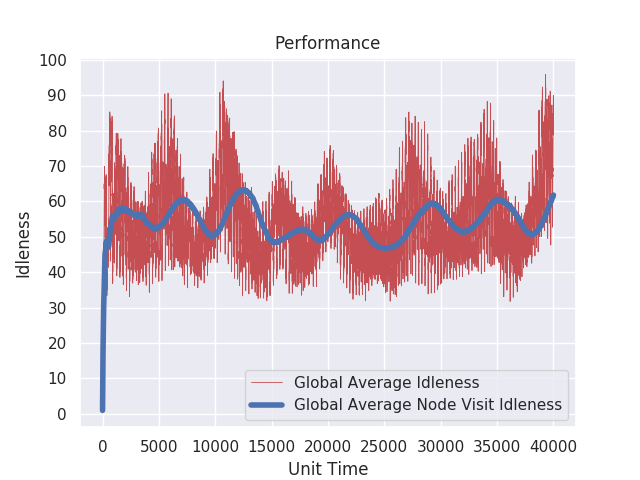 Performance
100
90
80
70
60
50
40
30
20
10
0
Idleness
Global Average Idleness
Global Average Node Visit Idleness
0 5000 10000 15000 20000 25000 30000 35000 40000
Unit Time